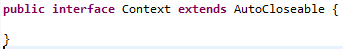 public interface Context extends AutoCloseable {
}